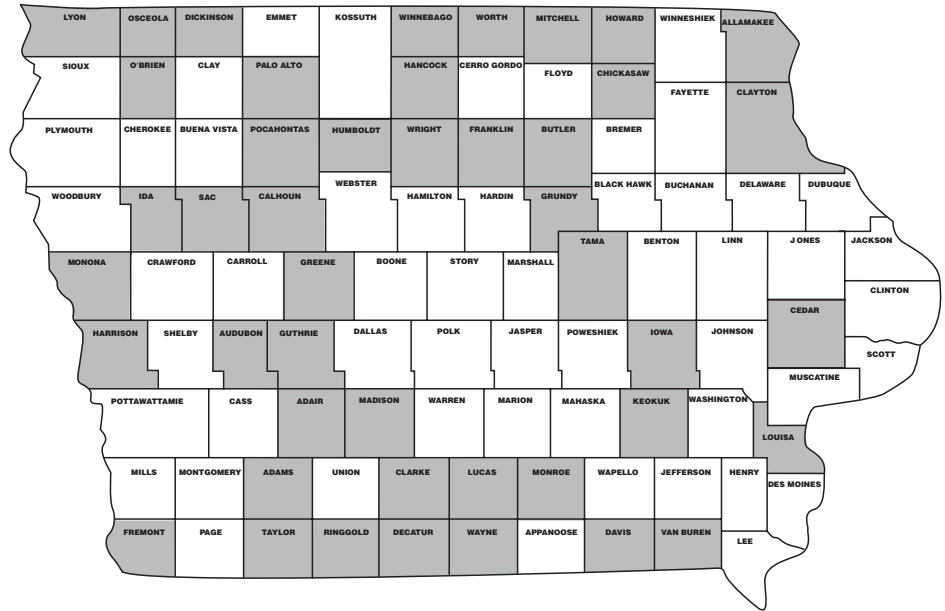 LYON OSCEOLA DICKINSON EMMET KOSSUTH WINNEBAGO WORTH MITCHELL HOWARD WINNESHIEK ALLAMAKEE
SIOUX O'BRIEN CLAY PALO ALTO HANCOCK CERRO GORDO FLOYD CHICKASAW
FAYETTE CLAYTON
PLYMOUTH CHEROKEE BUENA VISTA POCAHONTAS HUMBOLDT WRIGHT FRANKLIN BUTLER BREMER
WOODBURY IDA SAC CALHOUN WEBSTER HAMILTON HARDIN GRUNDY BLACK HAWK BUCHANAN DELAWARE DUBUQUE
TAMA BENTON LINN JONES JACKSON
MONONA CRAWFORD CARROLL GREENE BOONE STORY MARSHALL
CLINTON
CEDAR
HARRISON SHELBY AUDUBON GUTHRIE DALLAS POLK JASPER POWESHIEK IOWA JOHNSON
SCOTT
MUSCATINE
POTTAWATTAMIE CASS ADAIR MADISON WARREN MARION MAHASKA KEOKUK WASHINGTON
LOUISA
MILLS MONTGOMERY ADAMS UNION CLARKE LUCAS MONROE WAPELLO JEFFERSON HENRY
DES MOINES
FREMONT PAGE TAYLOR RINGGOLD DECATUR WAYNE APPANOOSE DAVIS VAN BUREN
LEE